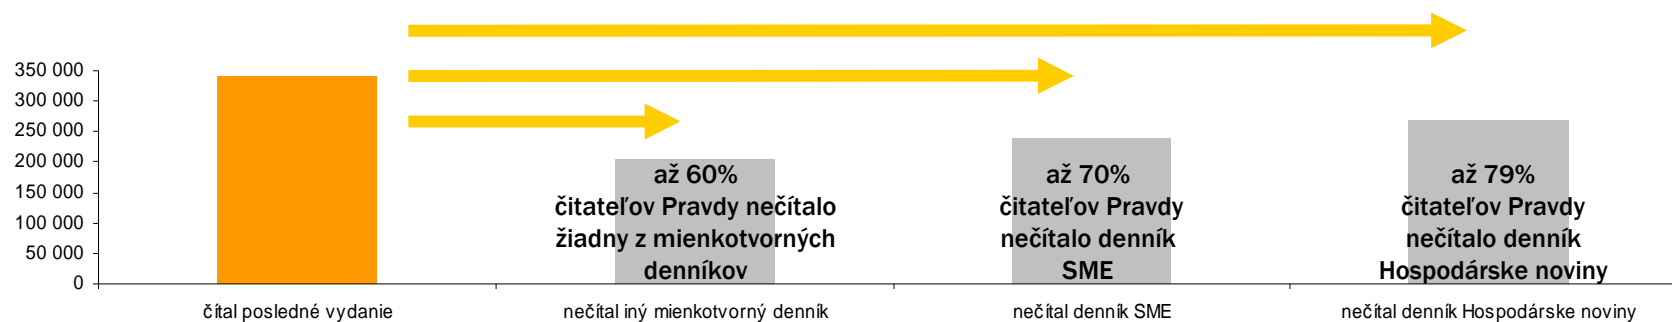 350 000
300 000
250 000
200 000
150 000
100 000
50 000
0
až 60%
čitateľov Pravdy nečítalo
žiadny z mienkotvorných
denníkov
až 70%
čitateľov Pravdy
nečítalo denník
SME
až 79%
čitateľov Pravdy
nečítalo denník
Hospodárske noviny
čítal posledné vydanie
nečítal iný mienkotvorný denník
nečítal denník SME
nečítal denník Hospodárske noviny